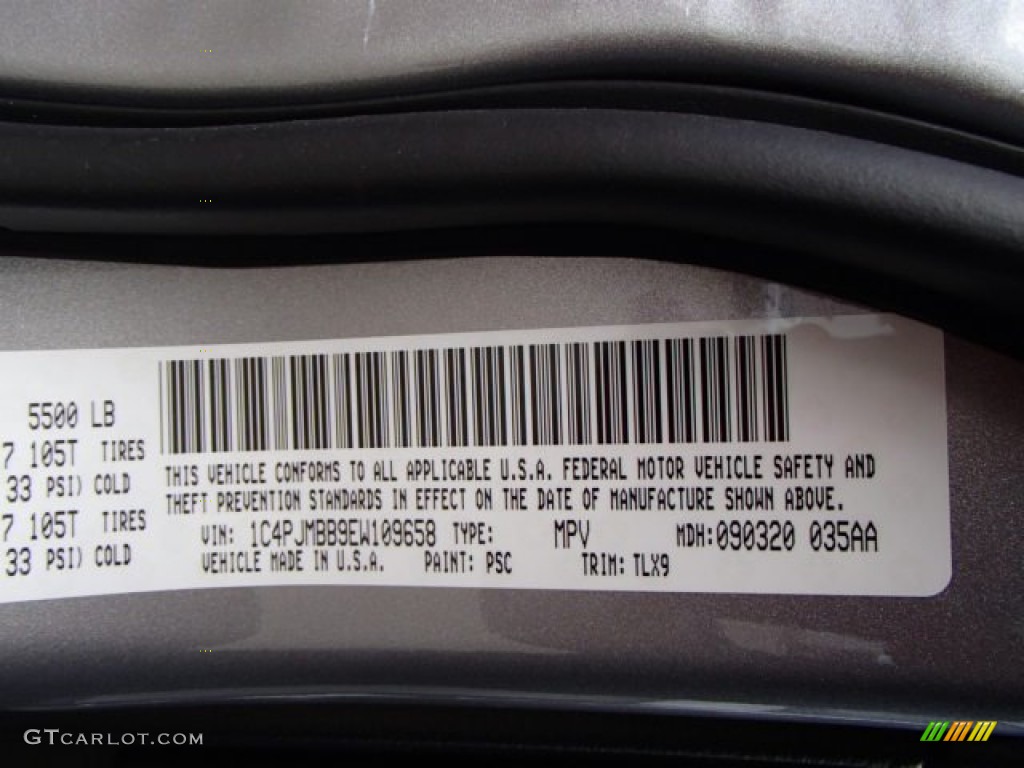 5500 LB
7 105T TIRES
33 PSI) COLD
7 105T TIRES
33 PSI) COLD
THIS VEHICLE CONFORMS TO ALL APPLICABLE U.S.A. FEDERAL MOTOR VEHICLE SAFETY AND
THEFT PREVENTION STANDARDS IN EFFECT ON THE DATE OF MANUFACTURE SHOWN ABOVE.
VIN: 1C4PJMBB9EW109658 TYPE: MPV MDH:090320 035AA
VEHICLE MADE IN U.S.A. PAINT: PSC TRIM: TLX9
GTCARLOT.COM